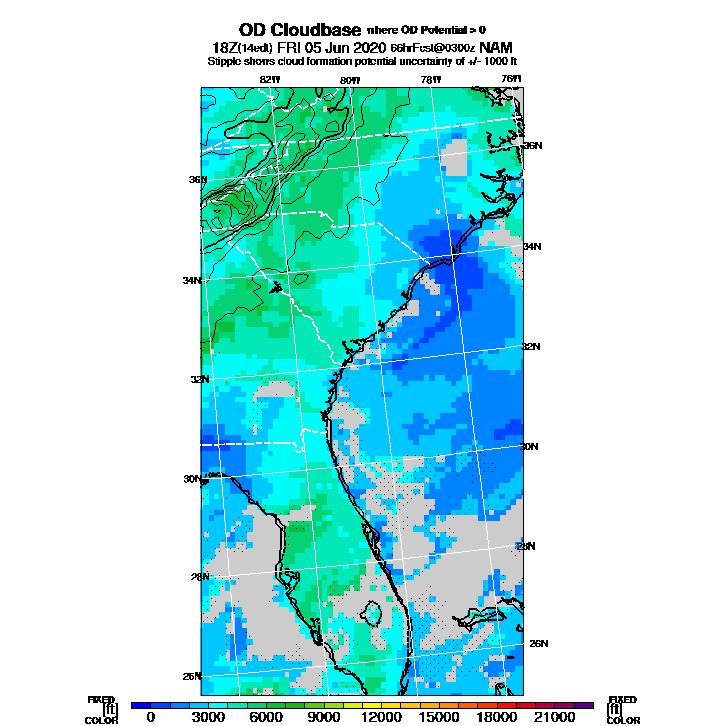 OD Cloudbase where OD Potential > 0
18Z(14edt) FRI 05 Jun 2020 66hrFcst@0300z NAM
Stipple shows cloud formation potential uncertainty of +/- 1000 ft
82W 80W 78W 76W
36N
36N
34N
34N
32N
32N
30N
30N
28N
28N
26N
26N
FIXED [ft] COLOR
0 3000 6000 9000 12000 15000 18000 21000
FIXED [ft] COLOR